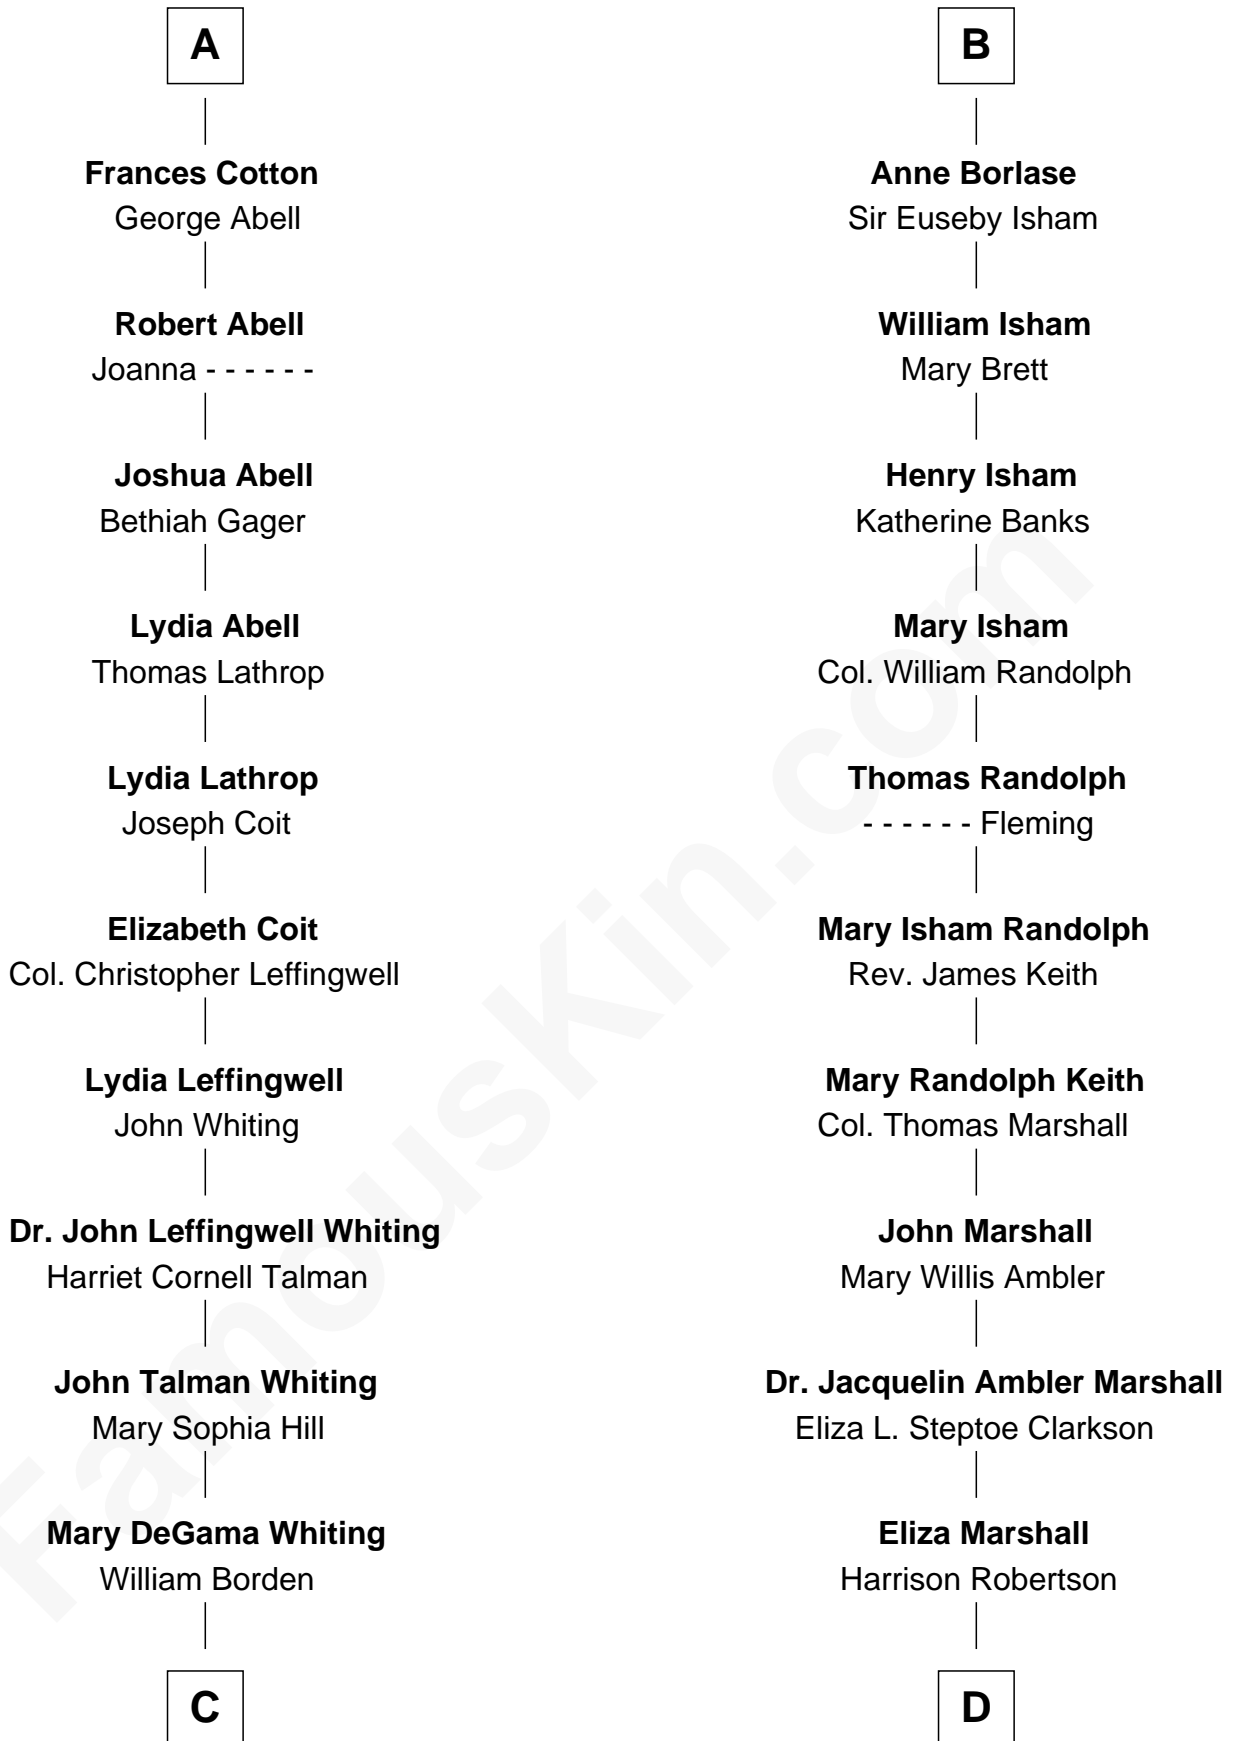 A
Frances Cotton
George Abell
Robert Abell
Joanna - - - - - -
Joshua Abell
Bethiah Gager
Lydia Abell
Thomas Lathrop
Lydia Lathrop
Joseph Coit
Elizabeth Coit
Col. Christopher Leffingwell
Lydia Leffingwell
John Whiting
Dr. John Leffingwell Whiting
Harriet Cornell Talman
John Talman Whiting
Mary Sophia Hill
Mary DeGama Whiting
William Borden
C
B
Anne Borlase
Sir Euseby Isham
William Isham
Mary Brett
Henry Isham
Katherine Banks
Mary Isham
Col. William Randolph
Thomas Randolph
- - - - - - Fleming
Mary Isham Randolph
Rev. James Keith
Mary Randolph Keith
Col. Thomas Marshall
John Marshall
Mary Willis Ambler
Dr. Jacquelin Ambler Marshall
Eliza L. Steptoe Clarkson
Eliza Marshall
Harrison Robertson
D
FamousKin.com